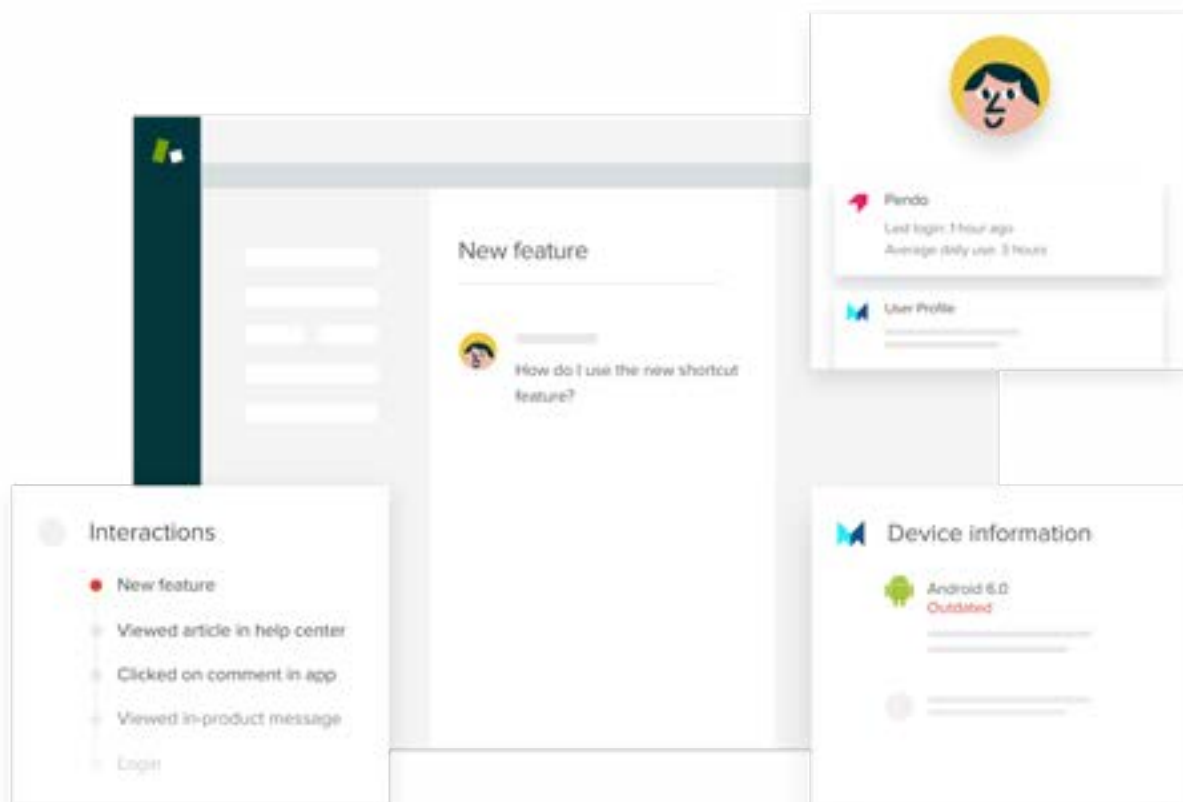 Pendo
Last login: 1 hour ago
Average daily use: 3 hours
User Profile
New feature
How do I use the new shortcut
feature?
Interactions
New feature
Viewed article in help center
Clicked on comment in app
Viewed in-product message
Login
Device information
Android 6.0
Outdated